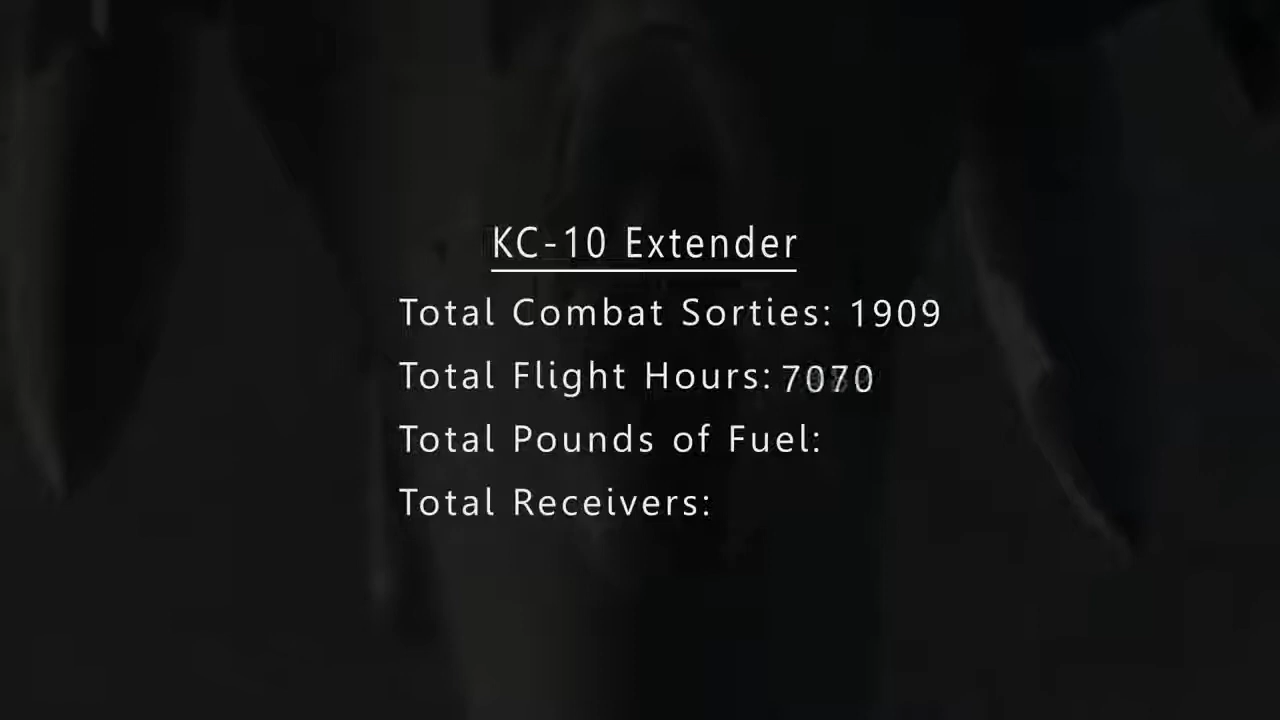 KC-10 Extender
Total Combat Sorties: 1909
Total Flight Hours: 7070
Total Pounds of Fuel:
Total Receivers: